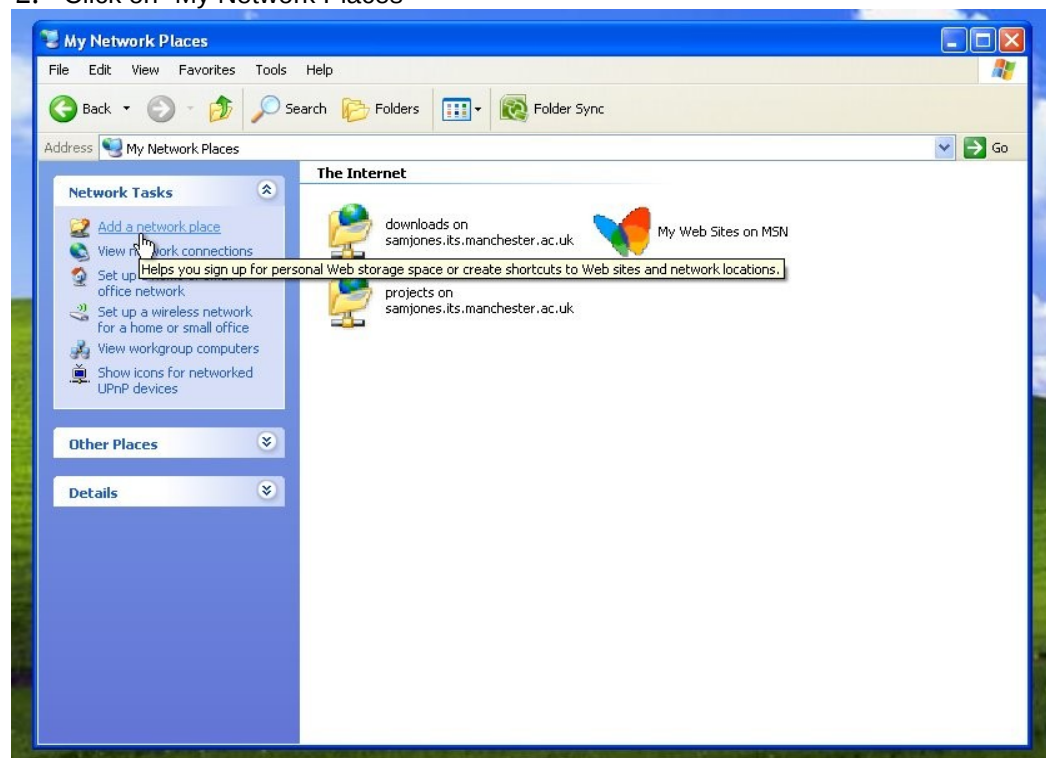 2. Click on "My Network Places"
My Network Places
File Edit View Favorites Tools Help
Back Search Folders Folder Sync
Address My Network Places Go
Network Tasks
Add a network place
View network connections
Set up
office network
Set up a wireless network
for a home or small office
View workgroup computers
Show icons for networked
UPnP devices
Other Places
Details
The Internet
downloads on
samjones.its.manchester.ac.uk
My Web Sites on MSN
Helps you sign up for personal Web storage space or create shortcuts to Web sites and network locations.
projects on
samjones.its.manchester.ac.uk